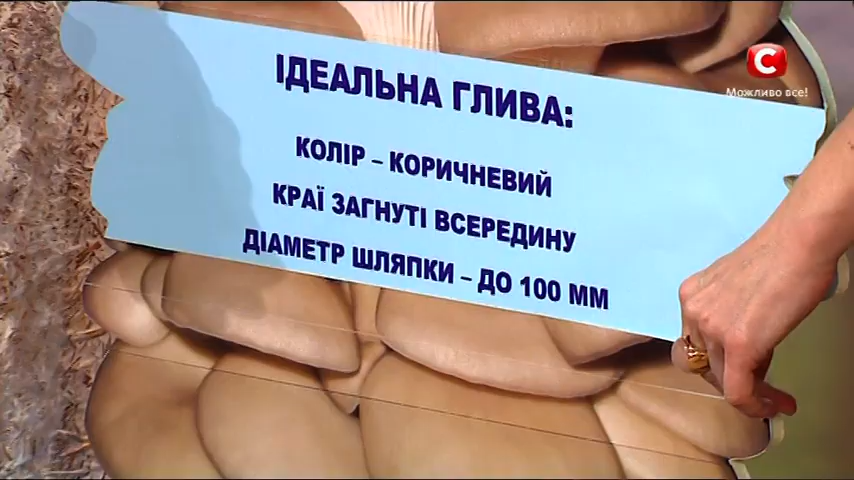 ІДЕАЛЬНА ГЛИВА:
КОЛІР – КОРИЧНЕВИЙ
КРАЇ ЗАГНУТІ ВСЕРЕДИНУ
ДІАМЕТР ШЛЯПКИ – ДО 100 ММ
С
Можливо все!